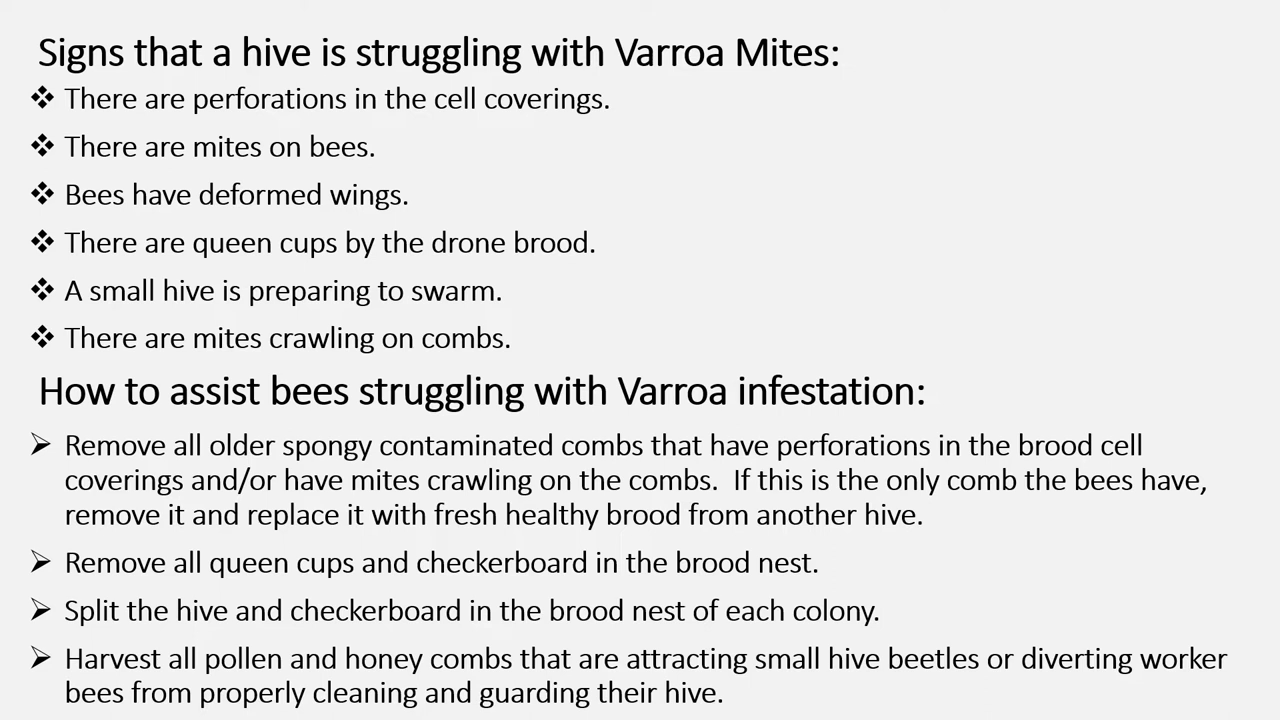 Signs that a hive is struggling with Varroa Mites:
❖ There are perforations in the cell coverings.
❖ There are mites on bees.
❖ Bees have deformed wings.
❖ There are queen cups by the drone brood.
❖ A small hive is preparing to swarm.
❖ There are mites crawling on combs.
How to assist bees struggling with Varroa infestation:
➢ Remove all older spongy contaminated combs that have perforations in the brood cell
coverings and/or have mites crawling on the combs.  If this is the only comb the bees have,
remove it and replace it with fresh healthy brood from another hive.
➢ Remove all queen cups and checkerboard in the brood nest.
➢ Split the hive and checkerboard in the brood nest of each colony.
➢ Harvest all pollen and honey combs that are attracting small hive beetles or diverting worker
bees from properly cleaning and guarding their hive.